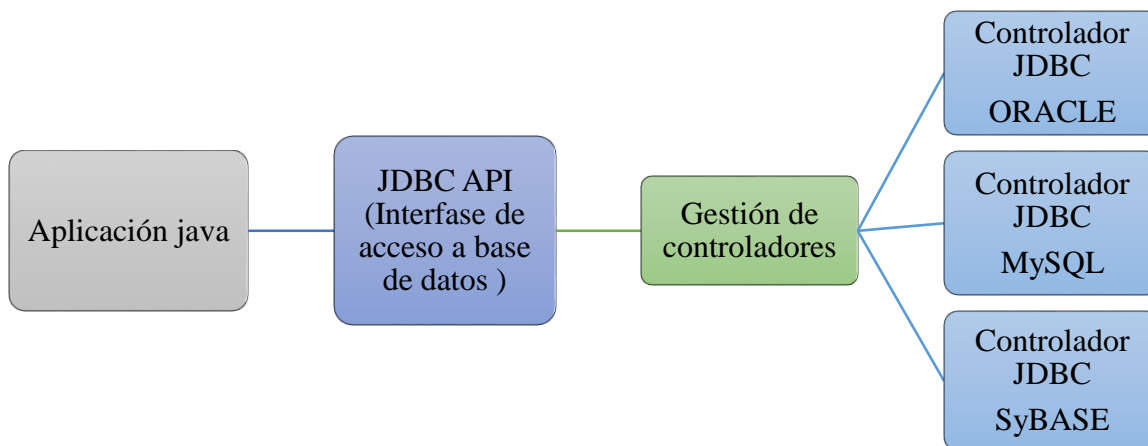 Aplicación java
JDBC API
(Interfase de
acceso a base
de datos )
Gestión de
controladores
Controlador
JDBC
ORACLE
Controlador
JDBC
MySQL
Controlador
JDBC
SyBASE